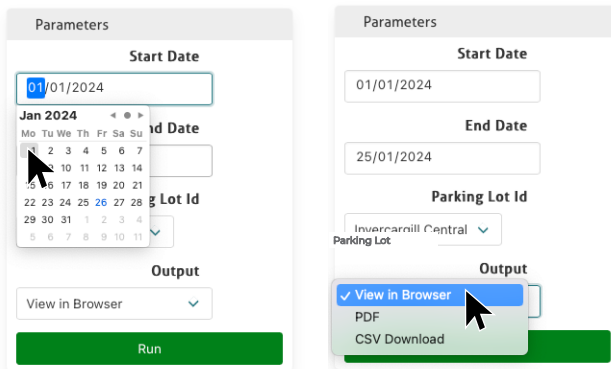 Parameters
Start Date
01/01/2024
Jan 2024
nd Date
Mo Tu We Th Fr Sa Su
1 2 3 4 5 6 7
9 10 11 12 13 14
15 16 17 18 19 20 21
22 23 24 25 26 27 28
29 30 31 1 2 3 4
5 6 7 8 9 10 11
g Lot Id
Output
View in Browser
Run
Parameters
Start Date
01/01/2024
End Date
25/01/2024
Parking Lot Id
Invercargill Central
Parking Lot
Output
View in Browser
PDF
CSV Download